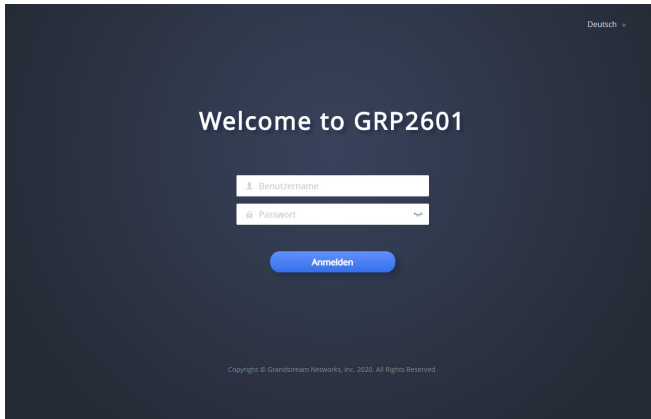 Deutsch
Welcome to GRP2601
Benutzername
Passwort
Anmelden
Copyright © Grandstream Networks, Inc. 2020. All Rights Reserved.